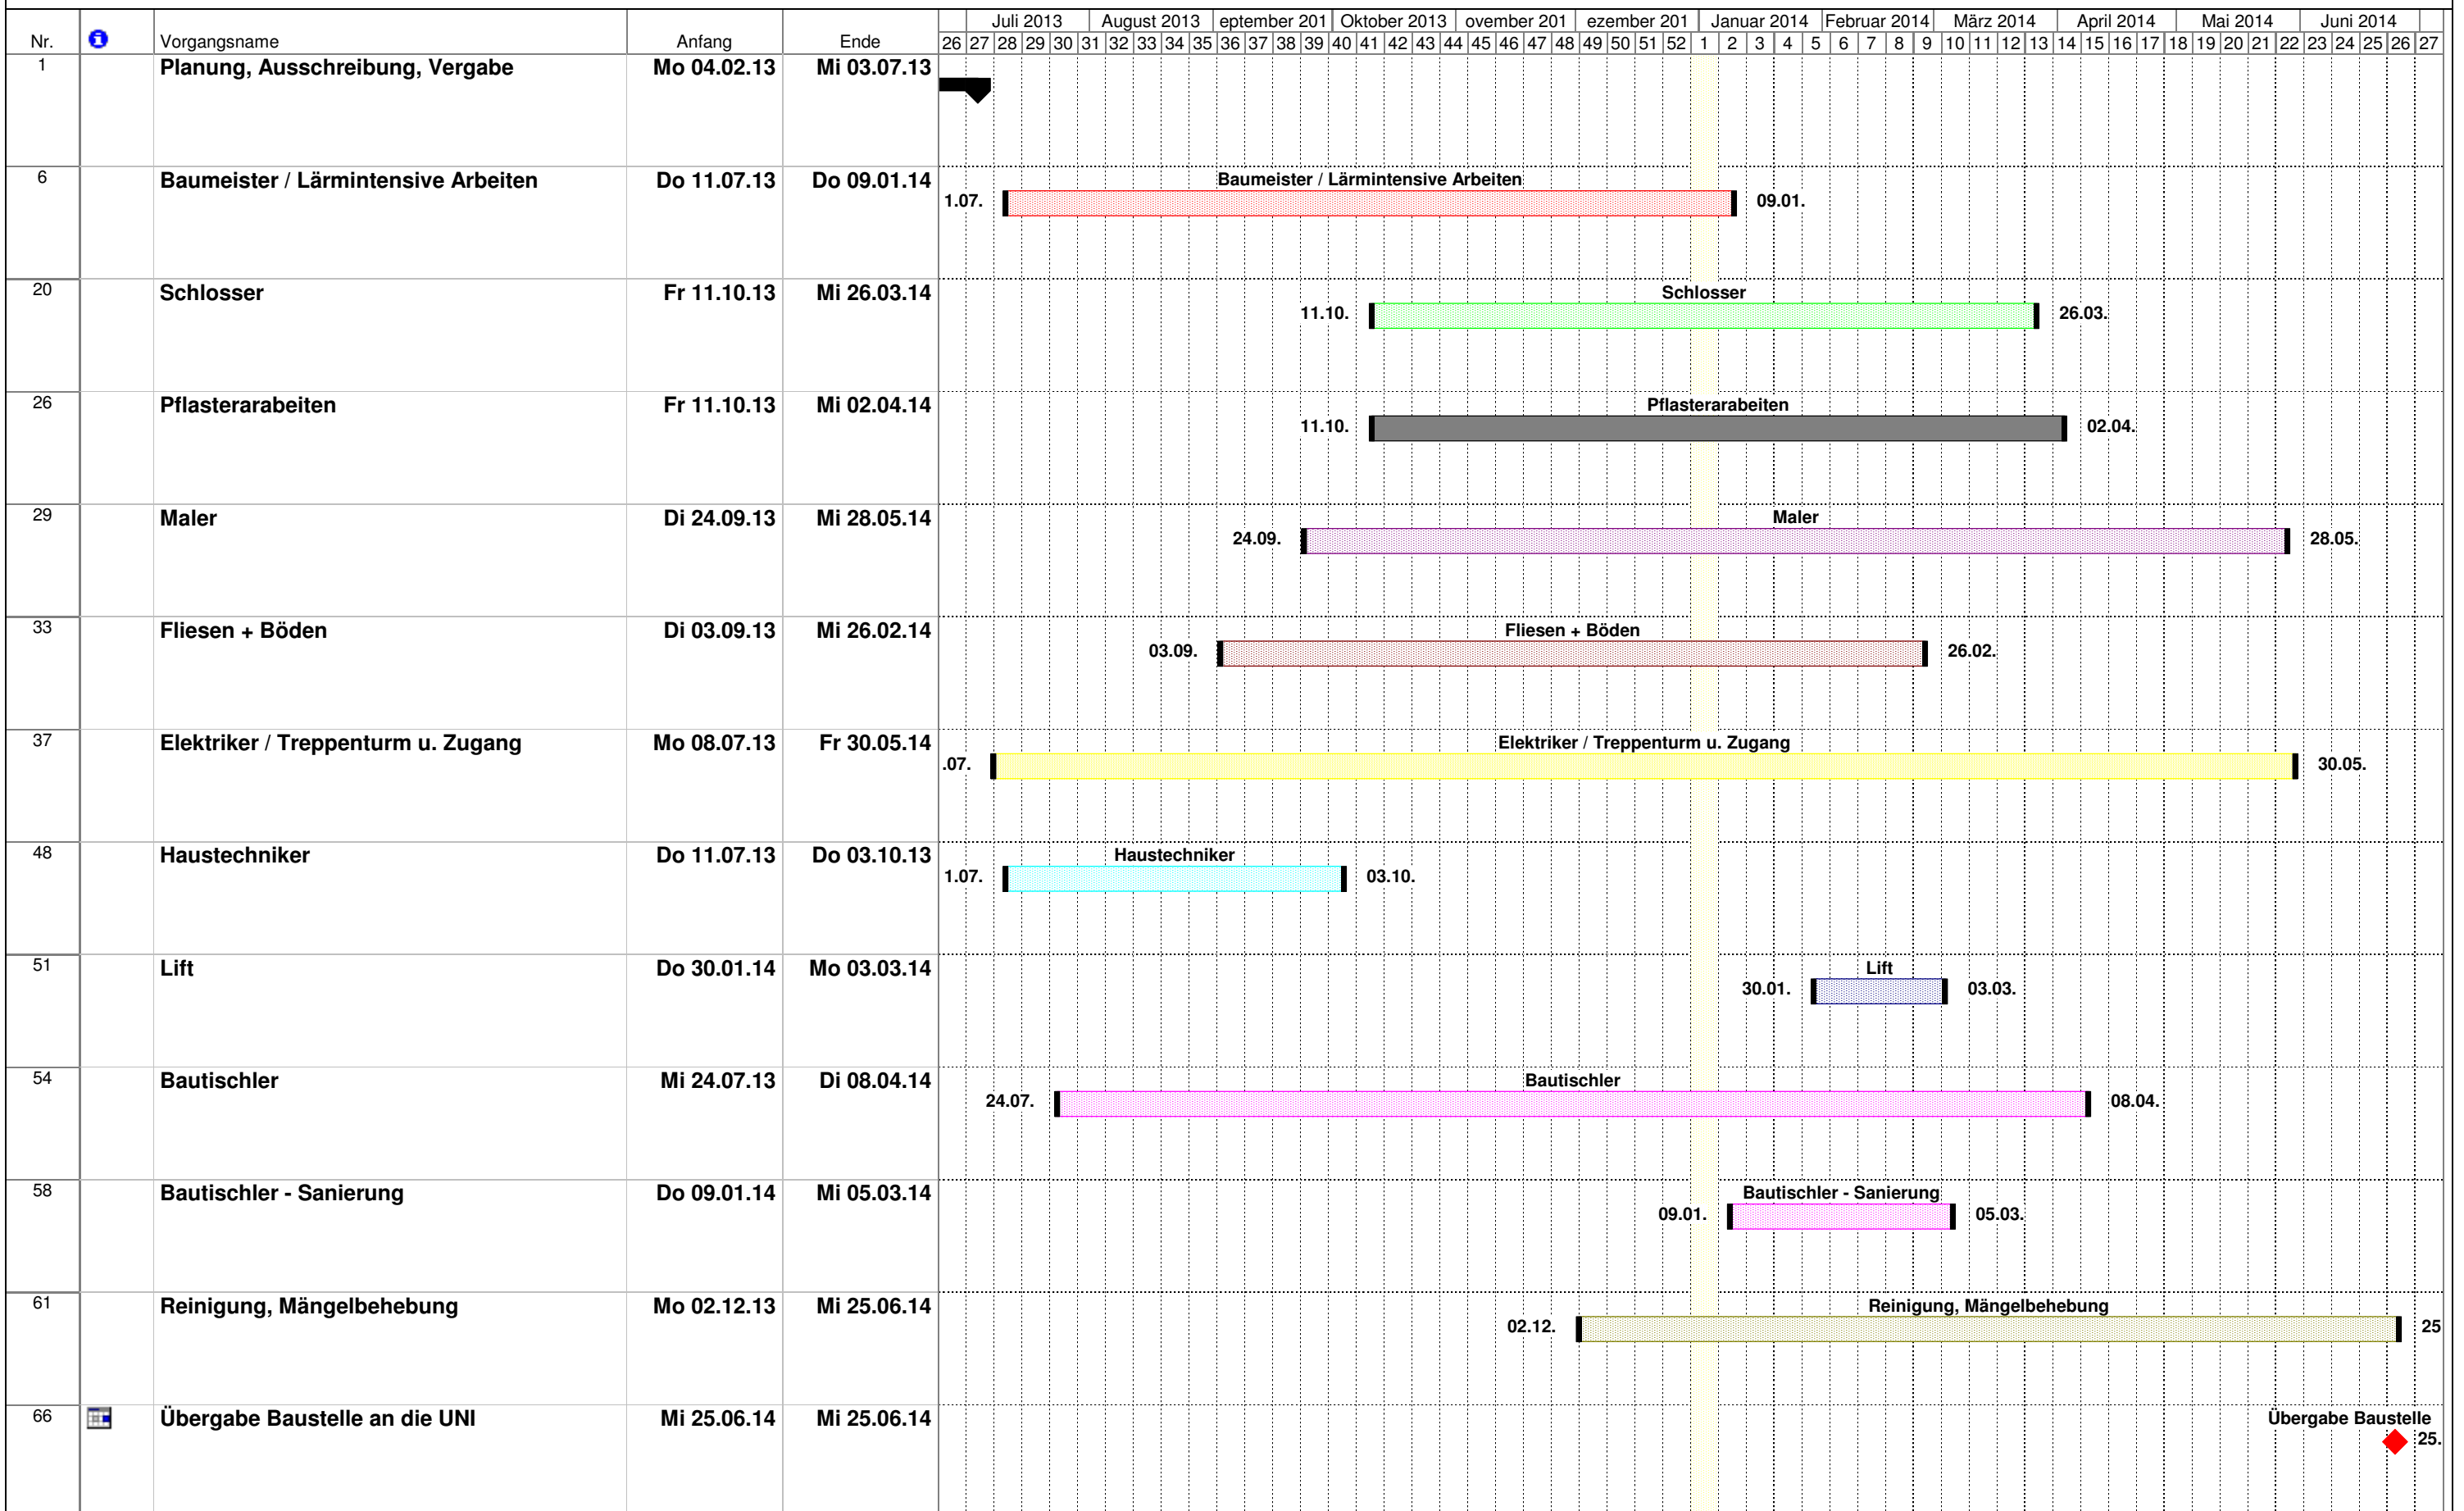 Juli 2013 August 2013 eptember 201 Oktober 2013 ovember 201 ezember 201 Januar 2014 Februar 2014 März 2014 April 2014 Mai 2014 Juni 2014
Nr. Vorgangsname Anfang Ende 26 27 28 29 30 31 32 33 34 35 36 37 38 39 40 41 42 43 44 45 46 47 48 49 50 51 52 1 2 3 4 5 6 7 8 9 10 11 12 13 14 15 16 17 18 19 20 21 22 23 24 25 26 27
1 Planung, Ausschreibung, Vergabe Mo 04.02.13 Mi 03.07.13
6 Baumeister / Lärmintensive Arbeiten Do 11.07.13 Do 09.01.14 Baumeister / Lärmintensive Arbeiten
1.07. 09.01.
20 Schlosser Fr 11.10.13 Mi 26.03.14 Schlosser
11.10. 26.03.
26 Pflasterarabeiten Fr 11.10.13 Mi 02.04.14 Pflasterarabeiten
11.10. 02.04.
29 Maler Di 24.09.13 Mi 28.05.14 Maler
24.09. 28.05.
33 Fliesen + Böden Di 03.09.13 Mi 26.02.14 Fliesen + Böden
03.09. 26.02.
37 Elektriker / Treppenturm u. Zugang Mo 08.07.13 Fr 30.05.14 Elektriker / Treppenturm u. Zugang
.07. 30.05.
48 Haustechniker Do 11.07.13 Do 03.10.13 Haustechniker
1.07. 03.10.
51 Lift Do 30.01.14 Mo 03.03.14 Lift
30.01. 03.03.
54 Bautischler Mi 24.07.13 Di 08.04.14 Bautischler
24.07. 08.04.
58 Bautischler - Sanierung Do 09.01.14 Mi 05.03.14 Bautischler - Sanierung
09.01. 05.03.
61 Reinigung, Mängelbehebung Mo 02.12.13 Mi 25.06.14 Reinigung, Mängelbehebung
02.12. 25
66 Übergabe Baustelle an die UNI Mi 25.06.14 Mi 25.06.14 Übergabe Baustelle
25.